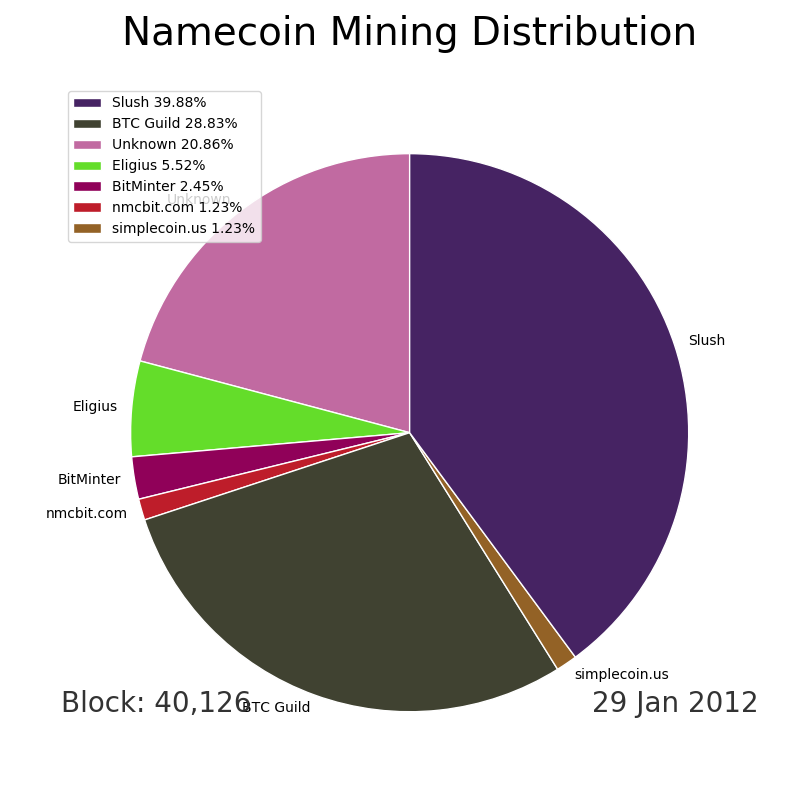 Namecoin Mining Distribution
Slush 39.88%
BTC Guild 28.83%
Unknown 20.86%
Eligius 5.52%
BitMinter 2.45%
nmcbit.com 1.23%
simplecoin.us 1.23%
Unknown
Slush
Eligius
BitMinter
nmcbit.com
simplecoin.us
Block: 40,126
BTC Guild
29 Jan 2012